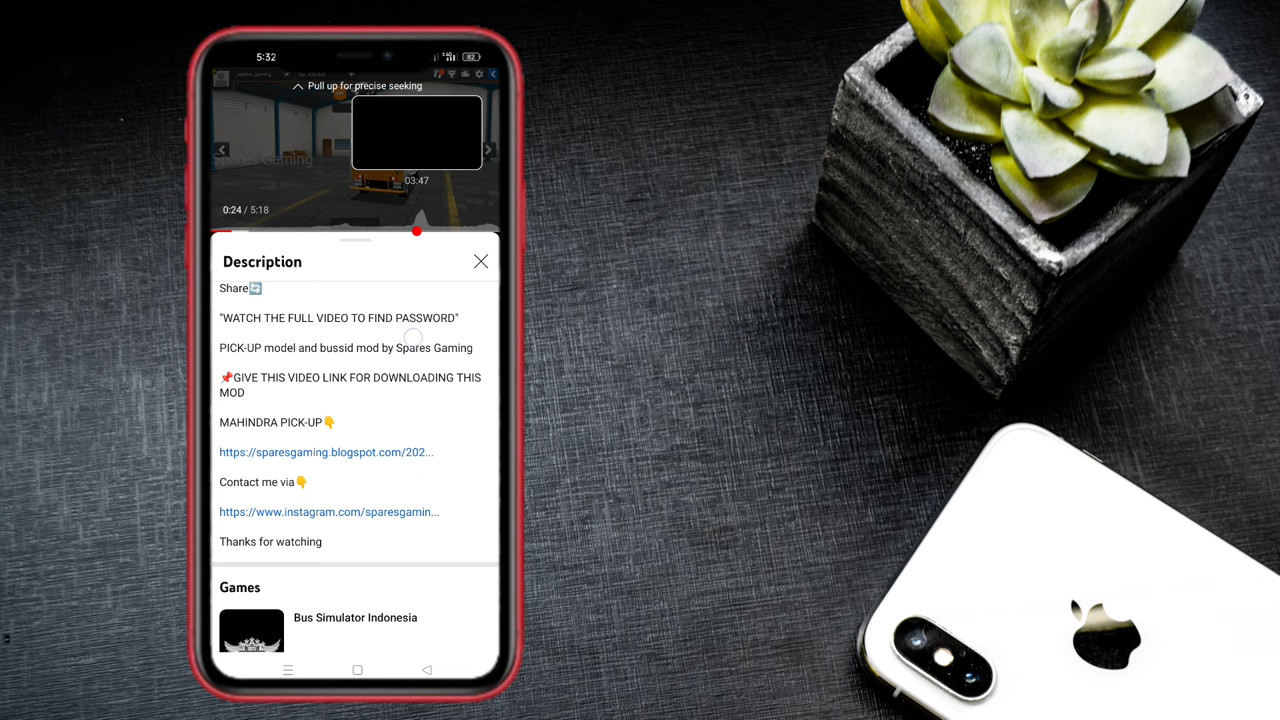 5:32
82
Pull up for precise seeking
Spares Gaming
03:47
0:24 / 5:18
Description
Share🔄
"WATCH THE FULL VIDEO TO FIND PASSWORD"
PICK-UP model and bussid mod by Spares Gaming
📌GIVE THIS VIDEO LINK FOR DOWNLOADING THIS
MOD
MAHINDRA PICK-UP👇
https://sparesgaming.blogspot.com/202...
Contact me via👇
https://www.instagram.com/sparesgamin...
Thanks for watching
Games
Bus Simulator Indonesia